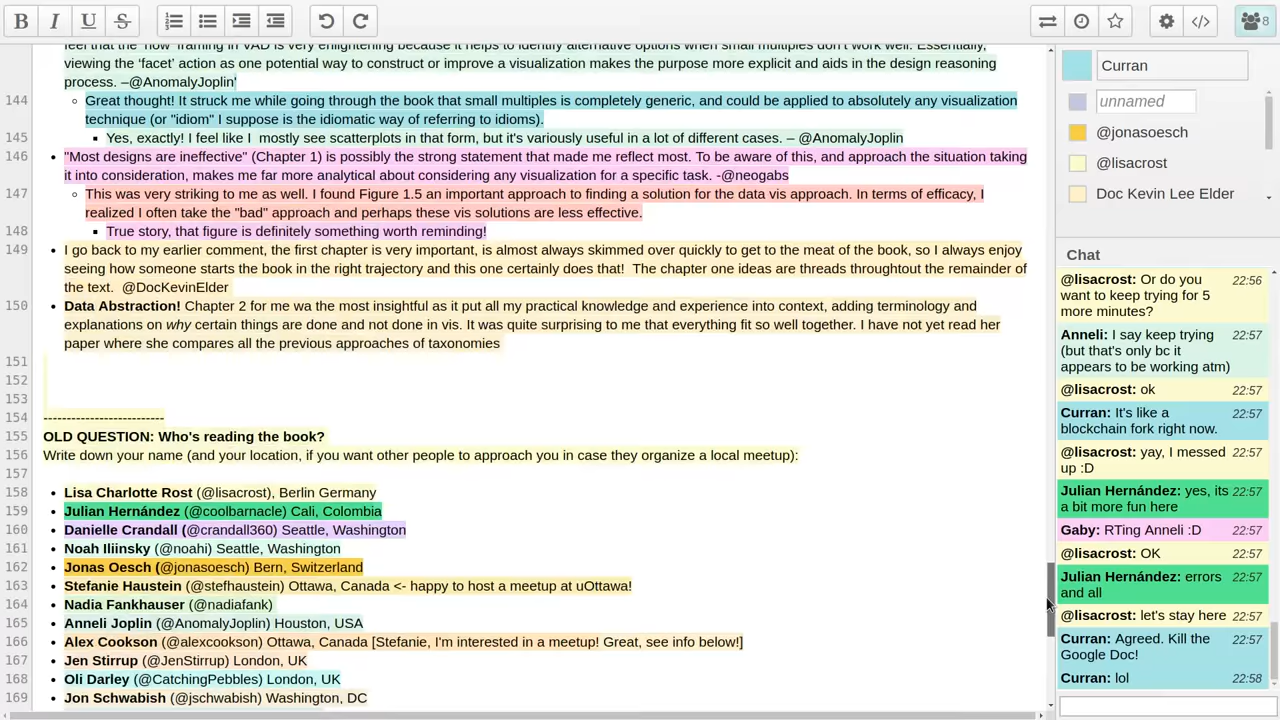 B I U S
8
feel that the 'how' framing in VAD is very enlightening because it helps to identify alternative options when small multiples don't work well. Essentially,
viewing the 'facet' action as one potential way to construct or improve a visualization makes the purpose more explicit and aids in the design reasoning
process. –@AnomalyJoplin'
144 Great thought! It struck me while going through the book that small multiples is completely generic, and could be applied to absolutely any visualization
technique (or "idiom" I suppose is the idiomatic way of referring to idioms).
145 Yes, exactly! I feel like I mostly see scatterplots in that form, but it's variously useful in a lot of different cases. – @AnomalyJoplin
146 "Most designs are ineffective" (Chapter 1) is possibly the strong statement that made me reflect most. To be aware of this, and approach the situation taking
it into consideration, makes me far more analytical about considering any visualization for a specific task. -@neogabs
147 This was very striking to me as well. I found Figure 1.5 an important approach to finding a solution for the data vis approach. In terms of efficacy, I
realized I often take the "bad" approach and perhaps these vis solutions are less effective.
148 True story, that figure is definitely something worth reminding!
149 I go back to my earlier comment, the first chapter is very important, is almost always skimmed over quickly to get to the meat of the book, so I always enjoy
seeing how someone starts the book in the right trajectory and this one certainly does that! The chapter one ideas are threads throughtout the remainder of
the text. @DocKevinElder
150 Data Abstraction! Chapter 2 for me wa the most insightful as it put all my practical knowledge and experience into context, adding terminology and
explanations on why certain things are done and not done in vis. It was quite surprising to me that everything fit so well together. I have not yet read her
paper where she compares all the previous approaches of taxonomies
151
152
153
154 --------------------------
155 OLD QUESTION: Who's reading the book?
156 Write down your name (and your location, if you want other people to approach you in case they organize a local meetup):
157
158 Lisa Charlotte Rost (@lisacrost), Berlin Germany
159 Julian Hernández (@coolbarnacle) Cali, Colombia
160 Danielle Crandall (@crandall360) Seattle, Washington
161 Noah Iliinsky (@noahi) Seattle, Washington
162 Jonas Oesch (@jonasoesch) Bern, Switzerland
163 Stefanie Haustein (@stefhaustein) Ottawa, Canada <- happy to host a meetup at uOttawa!
164 Nadia Fankhauser (@nadiafank)
165 Anneli Joplin (@AnomalyJoplin) Houston, USA
166 Alex Cookson (@alexcookson) Ottawa, Canada [Stefanie, I'm interested in a meetup! Great, see info below!]
167 Jen Stirrup (@JenStirrup) London, UK
168 Oli Darley (@CatchingPebbles) London, UK
169 Jon Schwabish (@jschwabish) Washington, DC
Curran
unnamed
@jonasoesch
@lisacrost
Doc Kevin Lee Elder
Chat
@lisacrost: Or do you 22:56
want to keep trying for 5
more minutes?
Anneli: I say keep trying 22:57
(but that's only bc it
appears to be working atm)
@lisacrost: ok 22:57
Curran: It's like a 22:57
blockchain fork right now.
@lisacrost: yay, I messed 22:57
up :D
Julian Hernández: yes, its 22:57
a bit more fun here
Gaby: RTing Anneli :D 22:57
@lisacrost: OK 22:57
Julian Hernández: errors 22:57
and all
@lisacrost: let's stay here 22:57
Curran: Agreed. Kill the 22:57
Google Doc!
Curran: lol 22:58